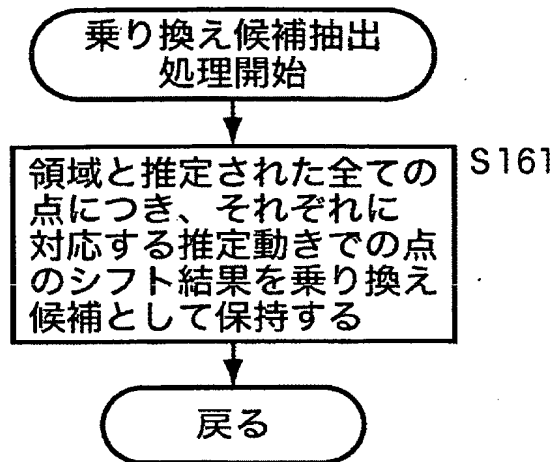 乗り換え候補抽出
処理開始
S161
領域と推定された全ての
点につき、それぞれに
対応する推定動きでの点
のシフト結果を乗り換え
候補として保持する
戻る